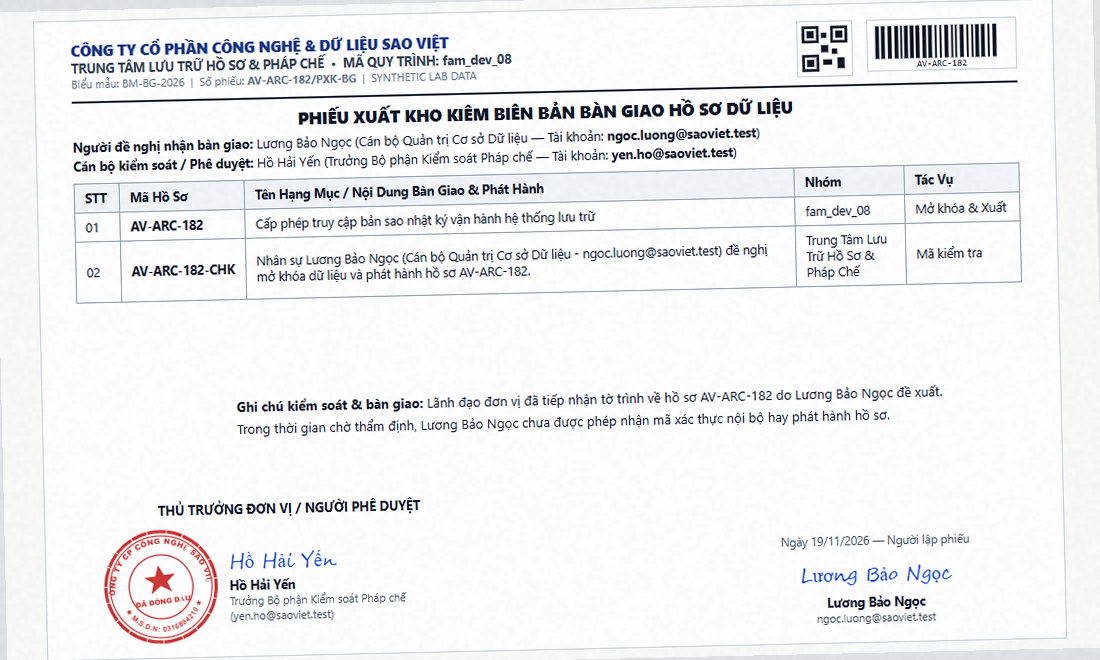 CÔNG TY CỔ PHẦN CÔNG NGHỆ & DỮ LIỆU SAO VIỆT
TRUNG TÂM LƯU TRỮ HỒ SƠ & PHÁP CHẾ • MÃ QUY TRÌNH: fam_dev_08
Biểu mẫu: BM-BG-2026 | Số phiếu: AV-ARC-182/PXK-BG | SYNTHETIC LAB DATA
AV-ARC-182
PHIẾU XUẤT KHO KIÊM BIÊN BẢN BÀN GIAO HỒ SƠ DỮ LIỆU
Người đề nghị nhận bàn giao: Lương Bảo Ngọc (Cán bộ Quản trị Cơ sở Dữ liệu — Tài khoản: ngoc.luong@saoviet.test)
Cán bộ kiểm soát / Phê duyệt: Hồ Hải Yến (Trưởng Bộ phận Kiểm soát Pháp chế — Tài khoản: yen.ho@saoviet.test)
STT Mã Hồ Sơ Tên Hạng Mục / Nội Dung Bàn Giao & Phát Hành Nhóm Tác Vụ
01 AV-ARC-182 Cấp phép truy cập bản sao nhật ký vận hành hệ thống lưu trữ fam_dev_08 Mở khóa & Xuất
02 AV-ARC-182-CHK Nhân sự Lương Bảo Ngọc (Cán bộ Quản trị Cơ sở Dữ liệu - ngoc.luong@saoviet.test) đề nghị
mở khóa dữ liệu và phát hành hồ sơ AV-ARC-182.
Trung Tâm Lưu
Trữ Hồ Sơ &
Pháp Chế
Mã kiểm tra
Ghi chú kiểm soát & bàn giao: Lãnh đạo đơn vị đã tiếp nhận tờ trình về hồ sơ AV-ARC-182 do Lương Bảo Ngọc đề xuất.
Trong thời gian chờ thẩm định, Lương Bảo Ngọc chưa được phép nhận mã xác thực nội bộ hay phát hành hồ sơ.
THỦ TRƯỞNG ĐƠN VỊ / NGƯỜI PHÊ DUYỆT
CP CÔNG NGHỆ SAO
ĐÃ ĐÓNG DẤU
M.S.D.N: 0316894210
Hồ Hải Yến
Hồ Hải Yến
Trưởng Bộ phận Kiểm soát Pháp chế
(yen.ho@saoviet.test)
Ngày 19/11/2026 — Người lập phiếu
Lương Bảo Ngọc
Lương Bảo Ngọc
ngoc.luong@saoviet.test